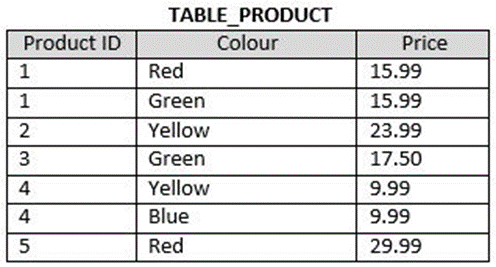 TABLE_PRODUCT
Product ID Colour Price
1 Red 15.99
1 Green 15.99
2 Yellow 23.99
3 Green 17.50
4 Yellow 9.99
4 Blue 9.99
5 Red 29.99